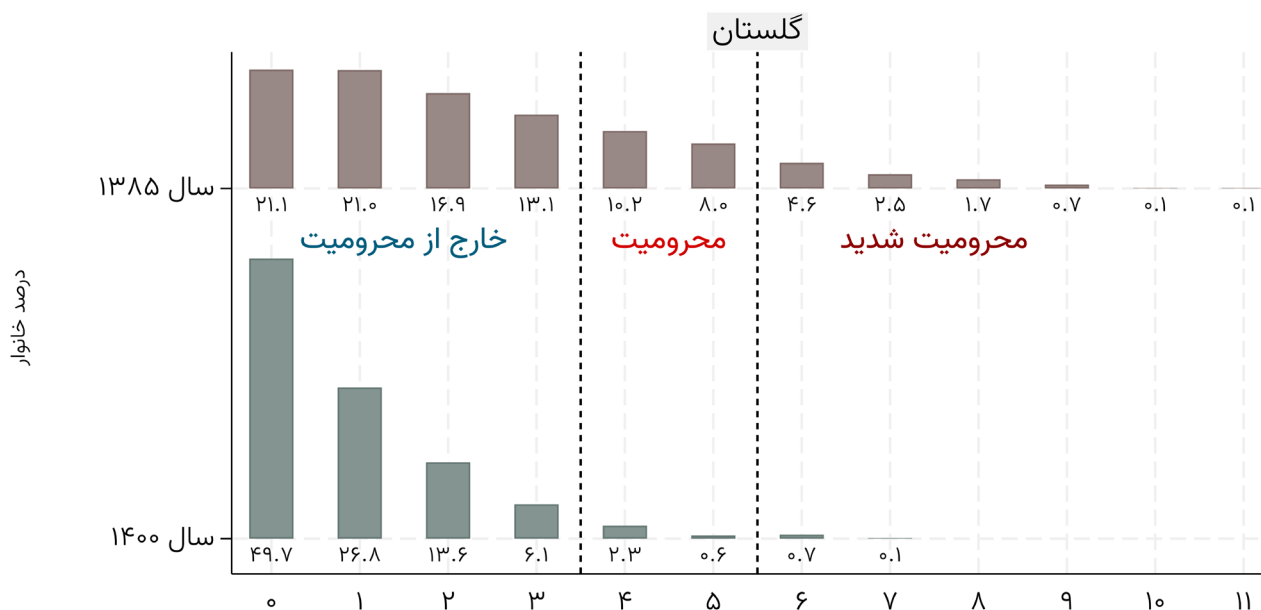 گلستان
سال ۱۳۸۵
۲۱.۱ ۲۱.۰ ۱۶.۹ ۱۳.۱ ۱۰.۲ ۸.۰ ۴.۶ ۲.۵ ۱.۷ ۰.۷ ۰.۱ ۰.۱
خارج از محرومیت
محرومیت
محرومیت شدید
درصد خانوار
سال ۱۴۰۰
۴۹.۷ ۲۶.۸ ۱۳.۶ ۶.۱ ۲.۳ ۰.۶ ۰.۷ ۰.۱
۰ ۱ ۲ ۳ ۴ ۵ ۶ ۷ ۸ ۹ ۱۰ ۱۱